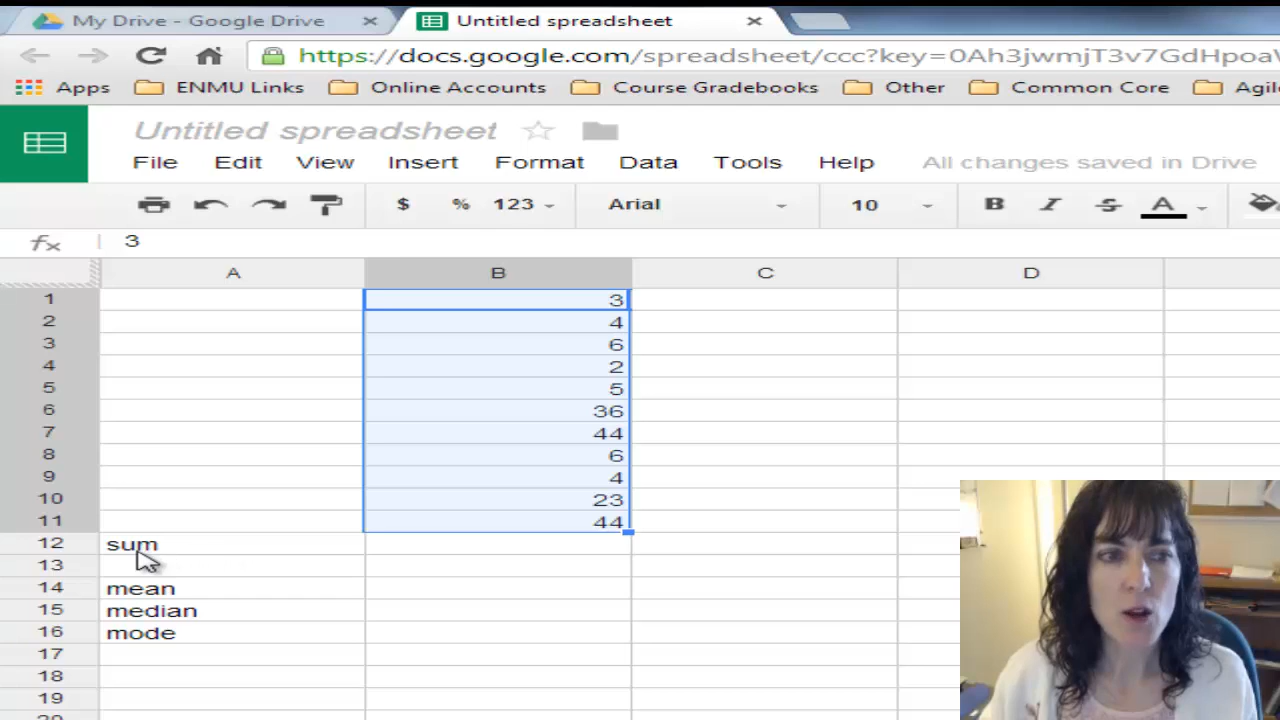 My Drive - Google Drive
Untitled spreadsheet
https://docs.google.com/spreadsheet/ccc?key=0Ah3jwmjT3v7GdHpoaV
Apps ENMU Links Online Accounts Course Gradebooks Other Common Core Agil
Untitled spreadsheet
File Edit View Insert Format Data Tools Help All changes saved in Drive
$ % 123 Arial 10 B I S A
fx 3
A B C D
1 3
2 4
3 6
4 2
5 5
6 36
7 44
8 6
9 4
10 23
11 44
12 sum
13
14 mean
15 median
16 mode
17
18
19